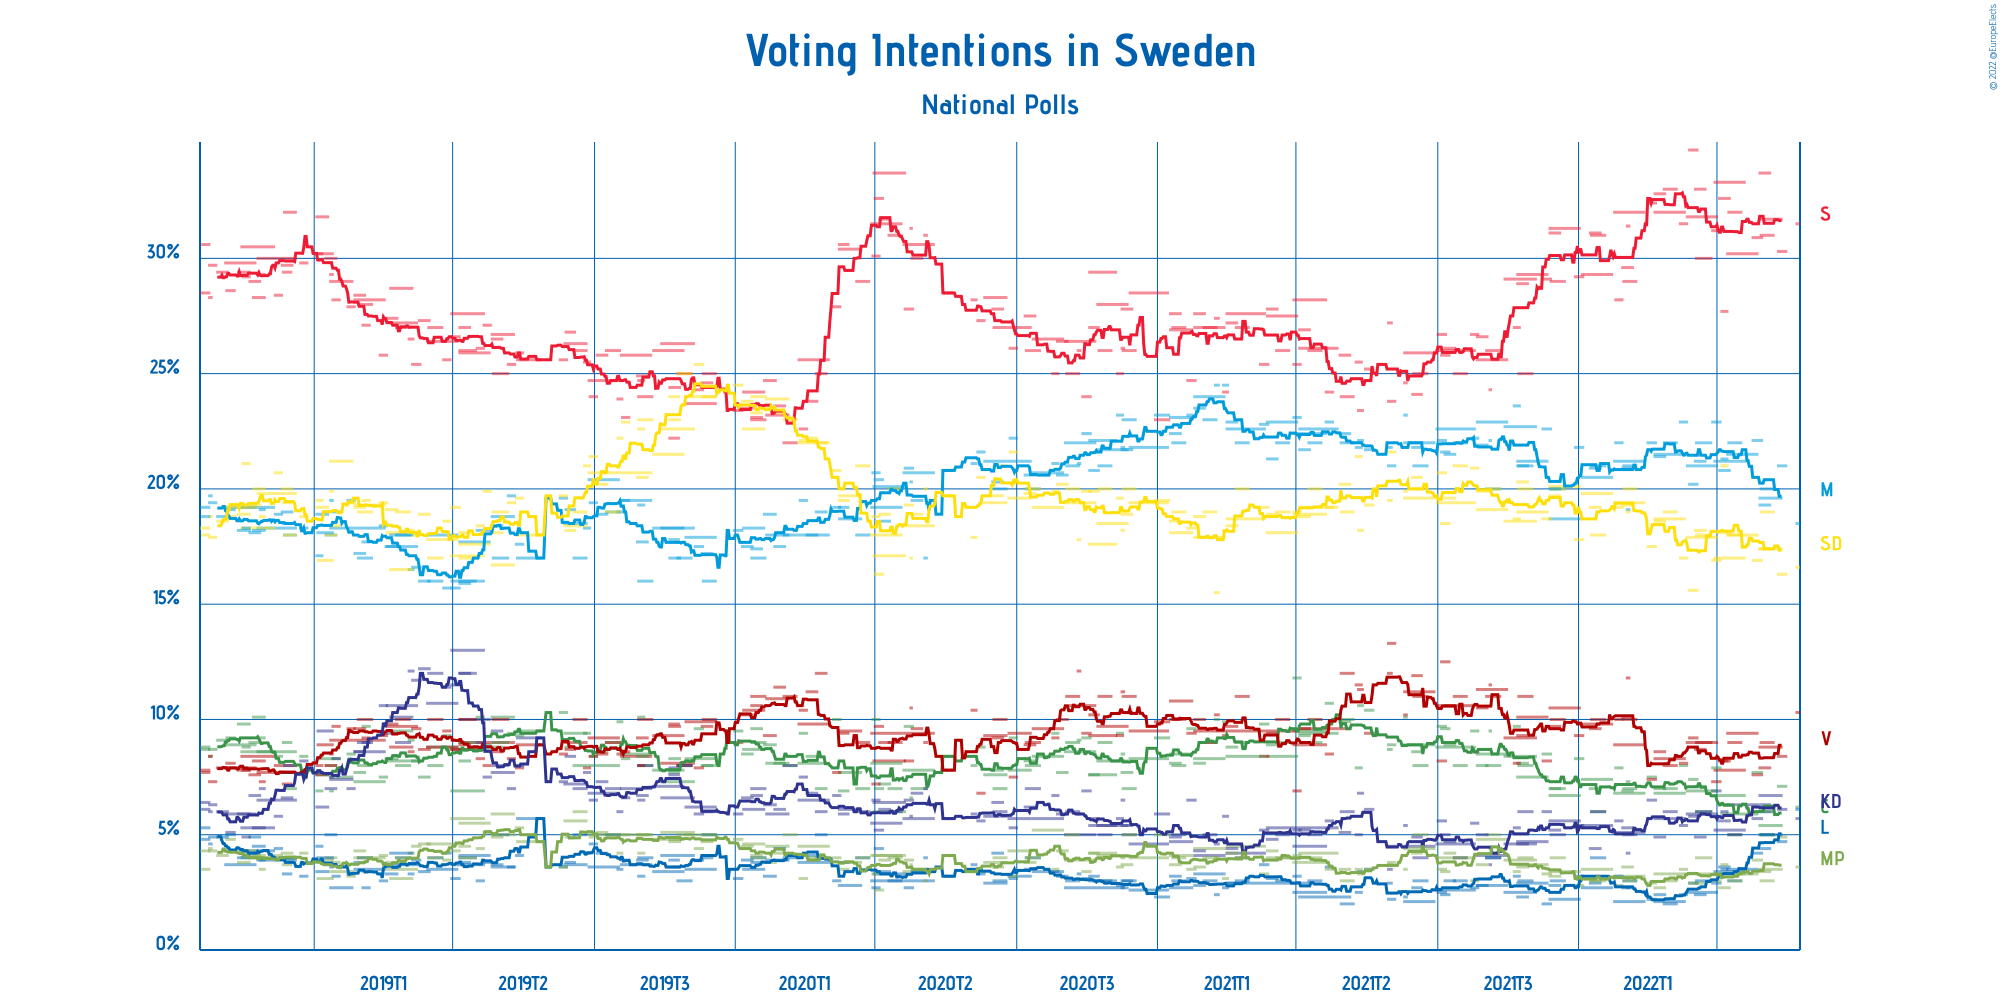 © 2022 @EuropeElects
Voting Intentions in Sweden
National Polls
30%
25%
20%
15%
10%
5%
0%
S
M
SD
V
KD
L
MP
2019T1 2019T2 2019T3 2020T1 2020T2 2020T3 2021T1 2021T2 2021T3 2022T1